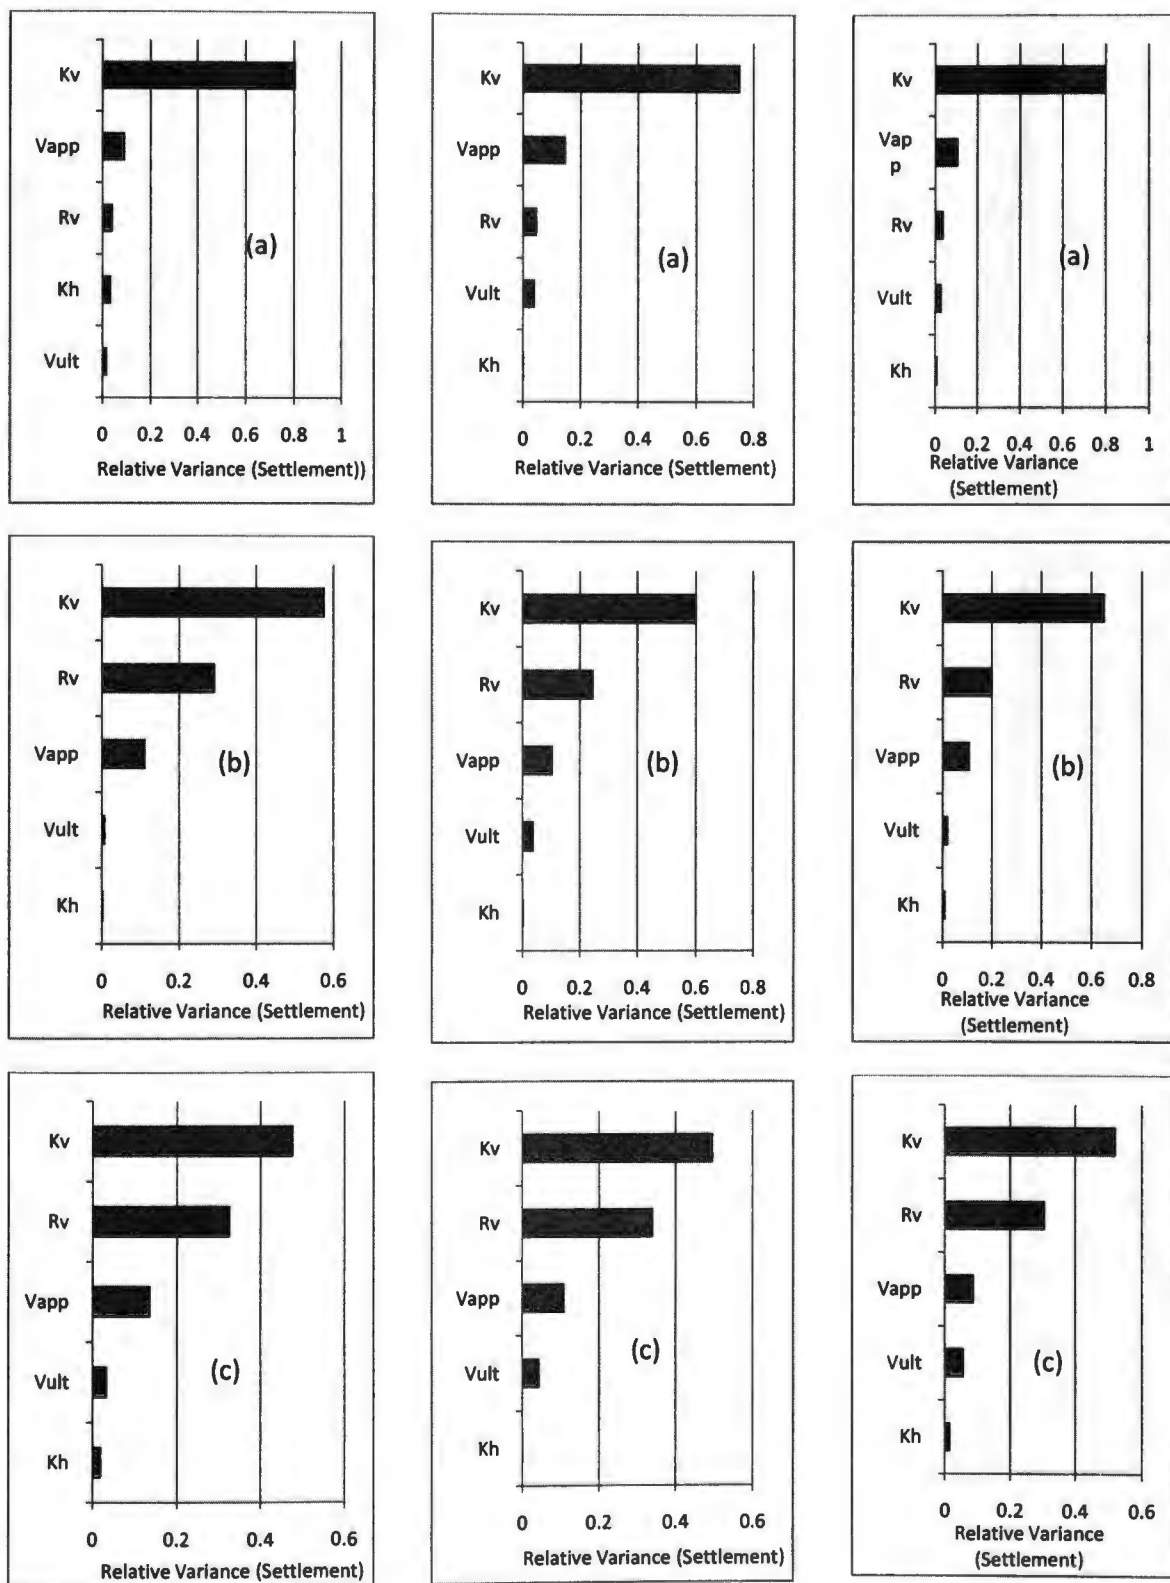 Kv
Vapp
Rv
Kh
Vult
(a)
0 0.2 0.4 0.6 0.8 1
Relative Variance (Settlement))
Kv
Vapp
Rv
Vult
Kh
(a)
0 0.2 0.4 0.6 0.8
Relative Variance (Settlement)
Kv
Vap
p
Rv
Vult
Kh
(a)
0 0.2 0.4 0.6 0.8 1
Relative Variance
(Settlement)
Kv
Rv
Vapp
Vult
Kh
(b)
0 0.2 0.4 0.6
Relative Variance (Settlement)
Kv
Rv
Vapp
Vult
Kh
(b)
0 0.2 0.4 0.6 0.8
Relative Variance (Settlement)
Kv
Rv
Vapp
Vult
Kh
(b)
0 0.2 0.4 0.6 0.8
Relative Variance
(Settlement)
Kv
Rv
Vapp
Vult
Kh
(c)
0 0.2 0.4 0.6
Relative Variance (Settlement)
Kv
Rv
Vapp
Vult
Kh
(c)
0 0.2 0.4 0.6
Relative Variance (Settlement)
Kv
Rv
Vapp
Vult
Kh
(c)
0 0.2 0.4 0.6
Relative Variance
(Settlement)